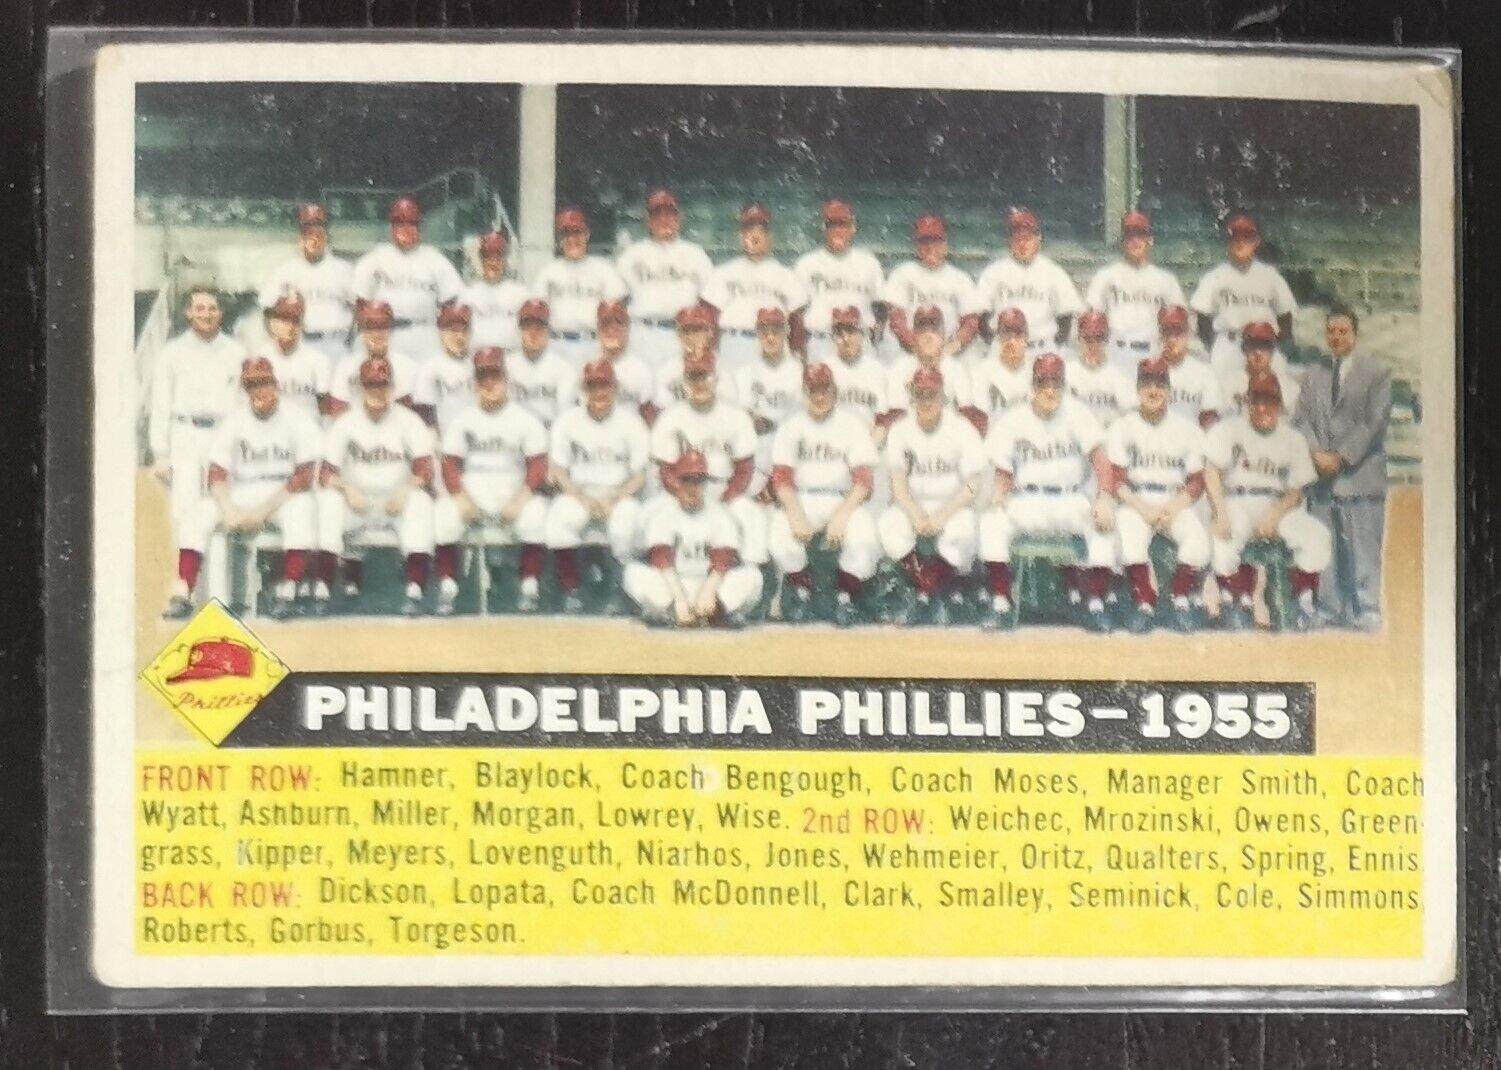 Phillies
PHILADELPHIA PHILLIES-1955
FRONT ROW: Hamner, Blaylock, Coach Bengough, Coach Moses, Manager Smith, Coach
Wyatt, Ashburn, Miller, Morgan, Lowrey, Wise. 2nd ROW: Weichec, Mrozinski, Owens, Green-
grass, Kipper, Meyers, Lovenguth, Niarhos, Jones, Wehmeier, Oritz, Qualters, Spring, Ennis.
BACK ROW: Dickson, Lopata, Coach McDonnell, Clark, Smalley, Seminick, Cole, Simmons,
Roberts, Gorbus, Torgeson.